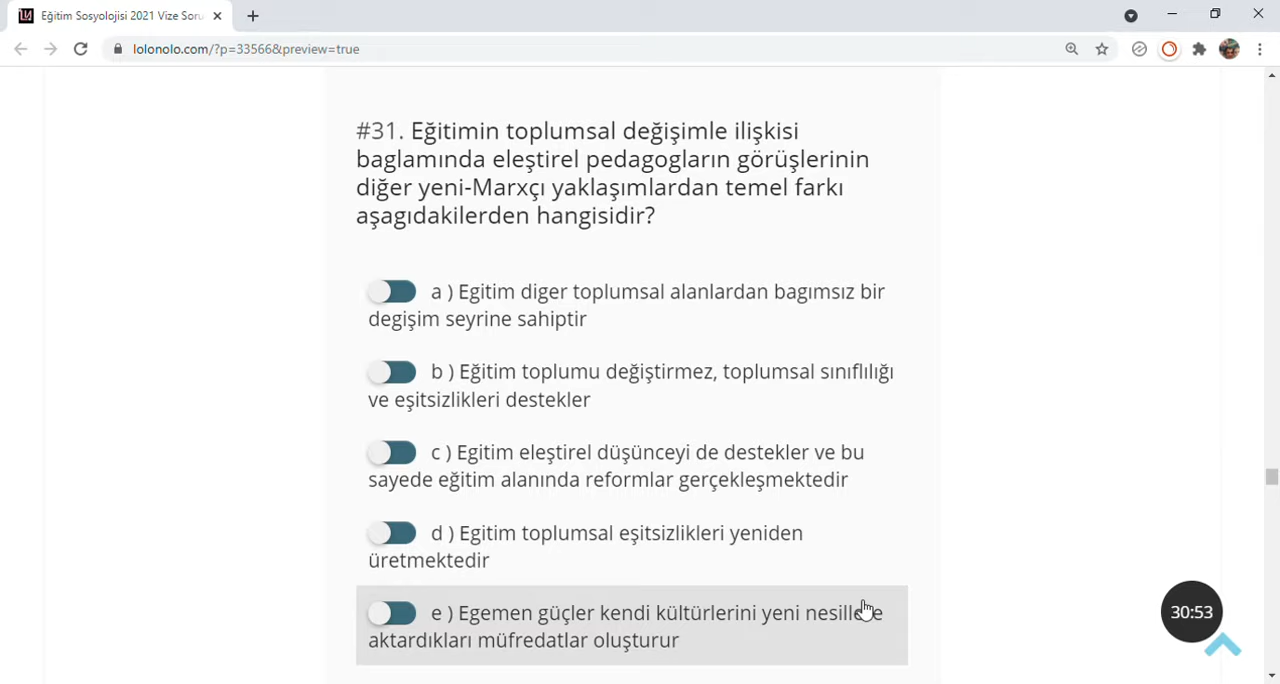 Eğitim Sosyolojisi 2021 Vize Soru
lolonolo.com/?p=33566&preview=true
#31. Eğitimin toplumsal değişimle ilişkisi
baglamında eleştirel pedagogların görüşlerinin
diğer yeni-Marxçı yaklaşımlardan temel farkı
aşagıdakilerden hangisidir?
a ) Egitim diger toplumsal alanlardan bagımsız bir
degişim seyrine sahiptir
b ) Eğitim toplumu değiştirmez, toplumsal sınıflılığı
ve eşitsizlikleri destekler
c ) Egitim eleştirel düşünceyi de destekler ve bu
sayede eğitim alanında reformlar gerçekleşmektedir
d ) Egitim toplumsal eşitsizlikleri yeniden
üretmektedir
e ) Egemen güçler kendi kültürlerini yeni nesillere
aktardıkları müfredatlar oluşturur
30:53